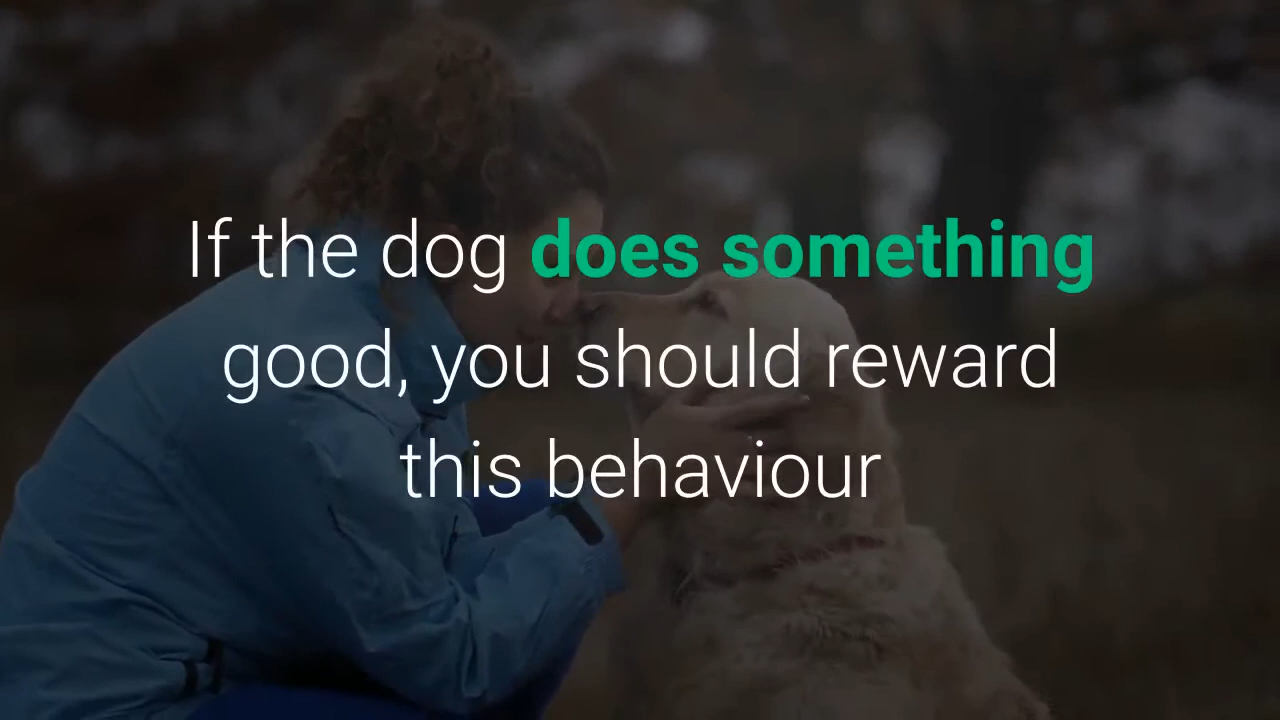 If the dog does something
good, you should reward
this behaviour